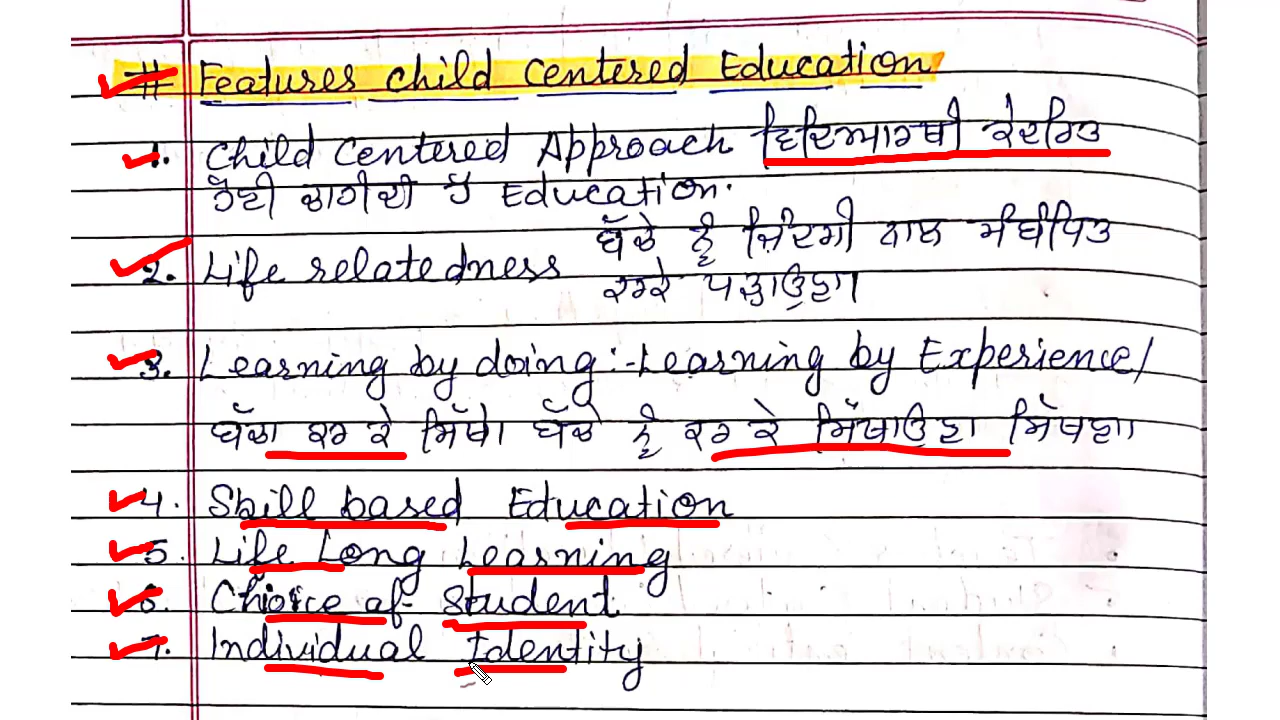 # Features Child Centered Education
1. Child Centered Approach ਵਿਦਿਆਰਥੀ ਕੇਂਦਰਿਤ
ਹੋਣੀ ਚਾਹੀਦੀ ਹੈ Education.
2. Life relatedness ਬੱਚੇ ਨੂੰ ਜ਼ਿੰਦਗੀ ਨਾਲ ਸੰਬੰਧਿਤ
ਕਰਕੇ ਪੜ੍ਹਾਉਣਾ
3. Learning by doing:-Learning by Experience/
ਬੱਚਾ ਕਰ ਕੇ ਸਿੱਖੇ। ਬੱਚੇ ਨੂੰ ਕਰ ਕੇ ਸਿੱਖਾਉਣਾ ਸਿੱਖਣਾ
4. Skill based Education
5. Life Long Learning
6. Choice of Student
7. Individual Identity